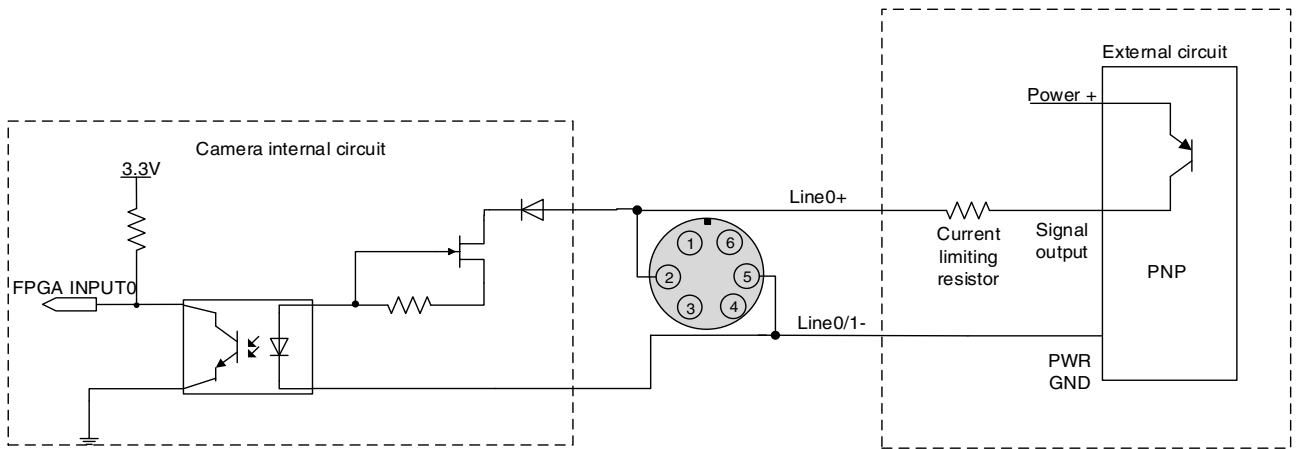 External circuit
Power +
Camera internal circuit
3.3V
Line0+
1
6
Current
limiting
resistor
Signal
output
PNP
2
5
FPGA INPUT0
3
4
Line0/1-
PWR
GND